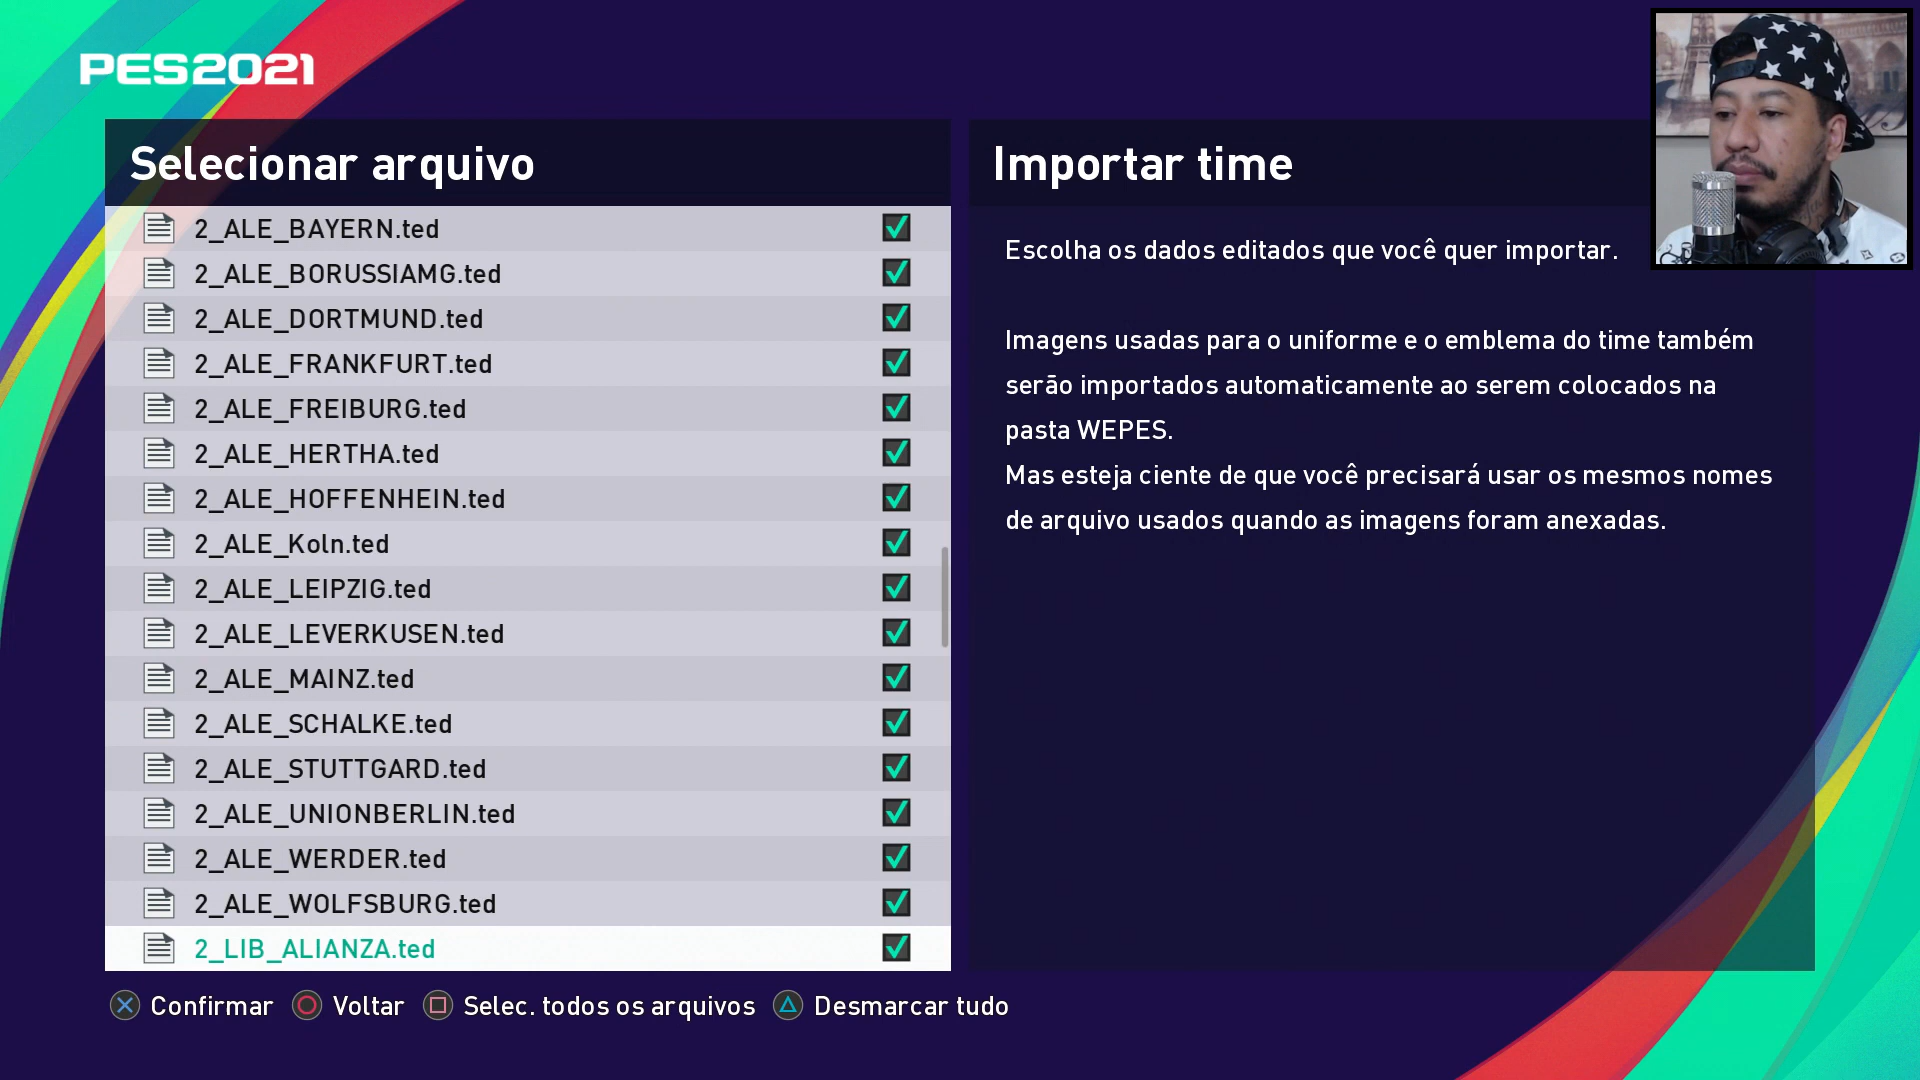 PES2021
Selecionar arquivo
2_ALE_BAYERN.ted
2_ALE_BORUSSIAMG.ted
2_ALE_DORTMUND.ted
2_ALE_FRANKFURT.ted
2_ALE_FREIBURG.ted
2_ALE_HERTHA.ted
2_ALE_HOFFENHEIN.ted
2_ALE_Koln.ted
2_ALE_LEIPZIG.ted
2_ALE_LEVERKUSEN.ted
2_ALE_MAINZ.ted
2_ALE_SCHALKE.ted
2_ALE_STUTTGARD.ted
2_ALE_UNIONBERLIN.ted
2_ALE_WERDER.ted
2_ALE_WOLFSBURG.ted
2_LIB_ALIANZA.ted
Importar time
Escolha os dados editados que você quer importar.
Imagens usadas para o uniforme e o emblema do time também
serão importados automaticamente ao serem colocados na
pasta WEPES.
Mas esteja ciente de que você precisará usar os mesmos nomes
de arquivo usados quando as imagens foram anexadas.
Confirmar Voltar Selec. todos os arquivos Desmarcar tudo